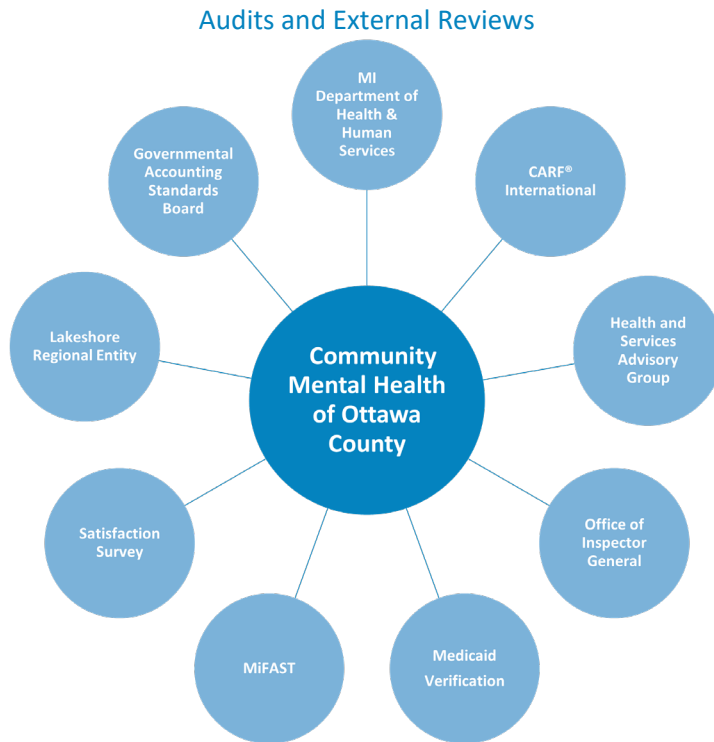 Audits and External Reviews
MI
Department of
Health &
Human
Services
CARF®
International
Health and
Services
Advisory
Group
Office of
Inspector
General
Medicaid
Verification
MiFAST
Satisfaction
Survey
Lakeshore
Regional Entity
Governmental
Accounting
Standards
Board
Community
Mental Health
of Ottawa
County